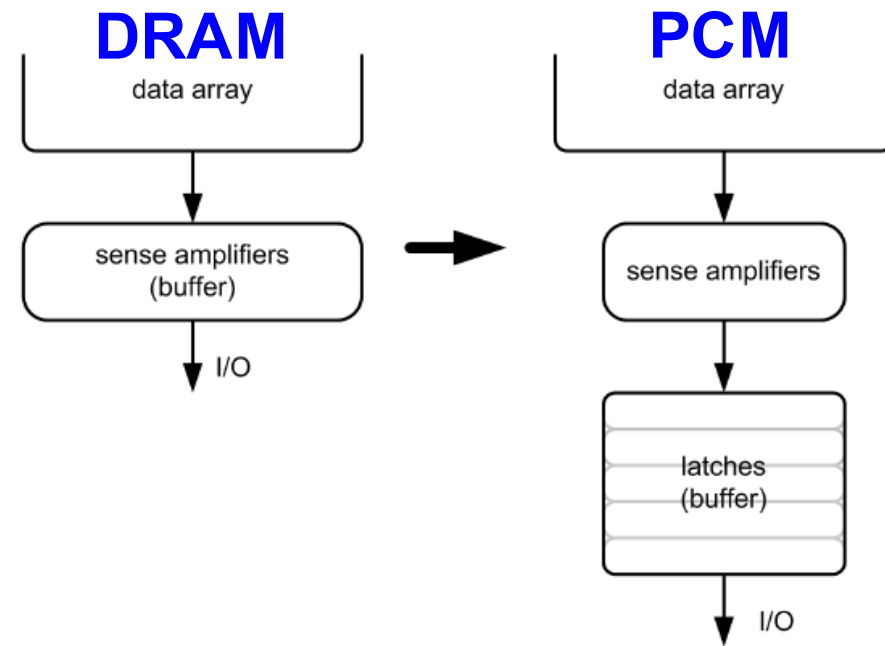 DRAM
data array
sense amplifiers
(buffer)
I/O
PCM
data array
sense amplifiers
latches
(buffer)
I/O